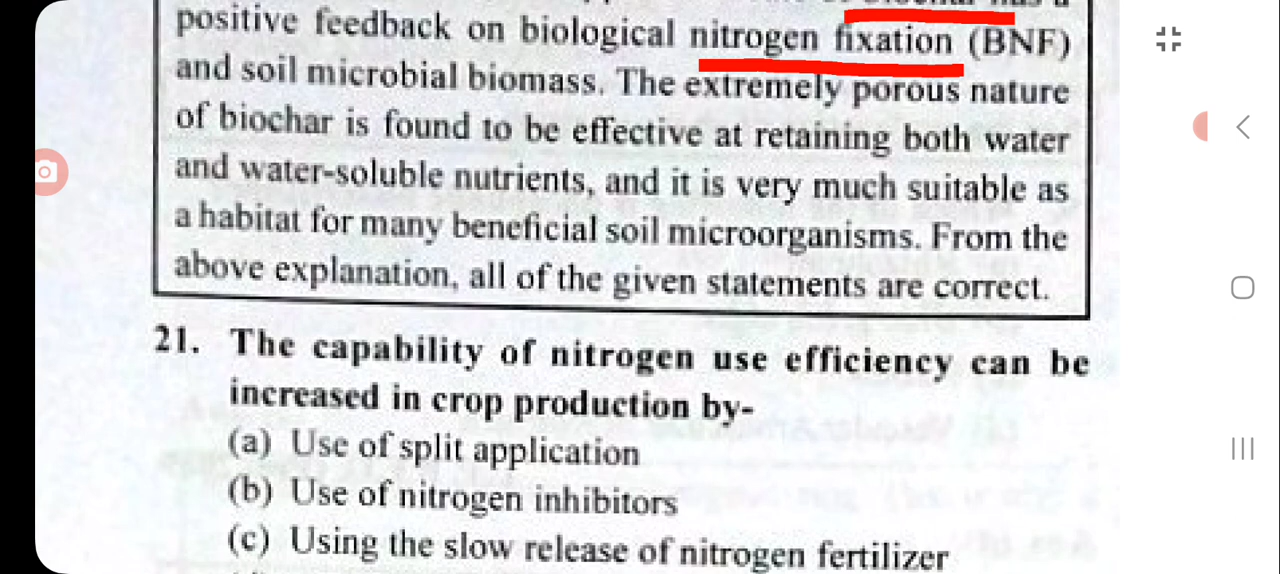 positive feedback on biological nitrogen fixation (BNF)
and soil microbial biomass. The extremely porous nature
of biochar is found to be effective at retaining both water
and water-soluble nutrients, and it is very much suitable as
a habitat for many beneficial soil microorganisms. From the
above explanation, all of the given statements are correct.
21. The capability of nitrogen use efficiency can be
increased in crop production by-
(a) Use of split application
(b) Use of nitrogen inhibitors
(c) Using the slow release of nitrogen fertilizer